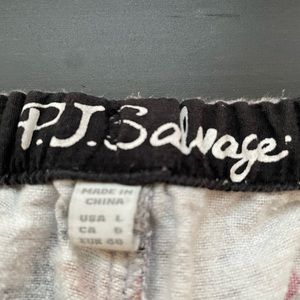 P.J. Salvage
MADE IN
CHINA
USA L
CA G
EUR 40